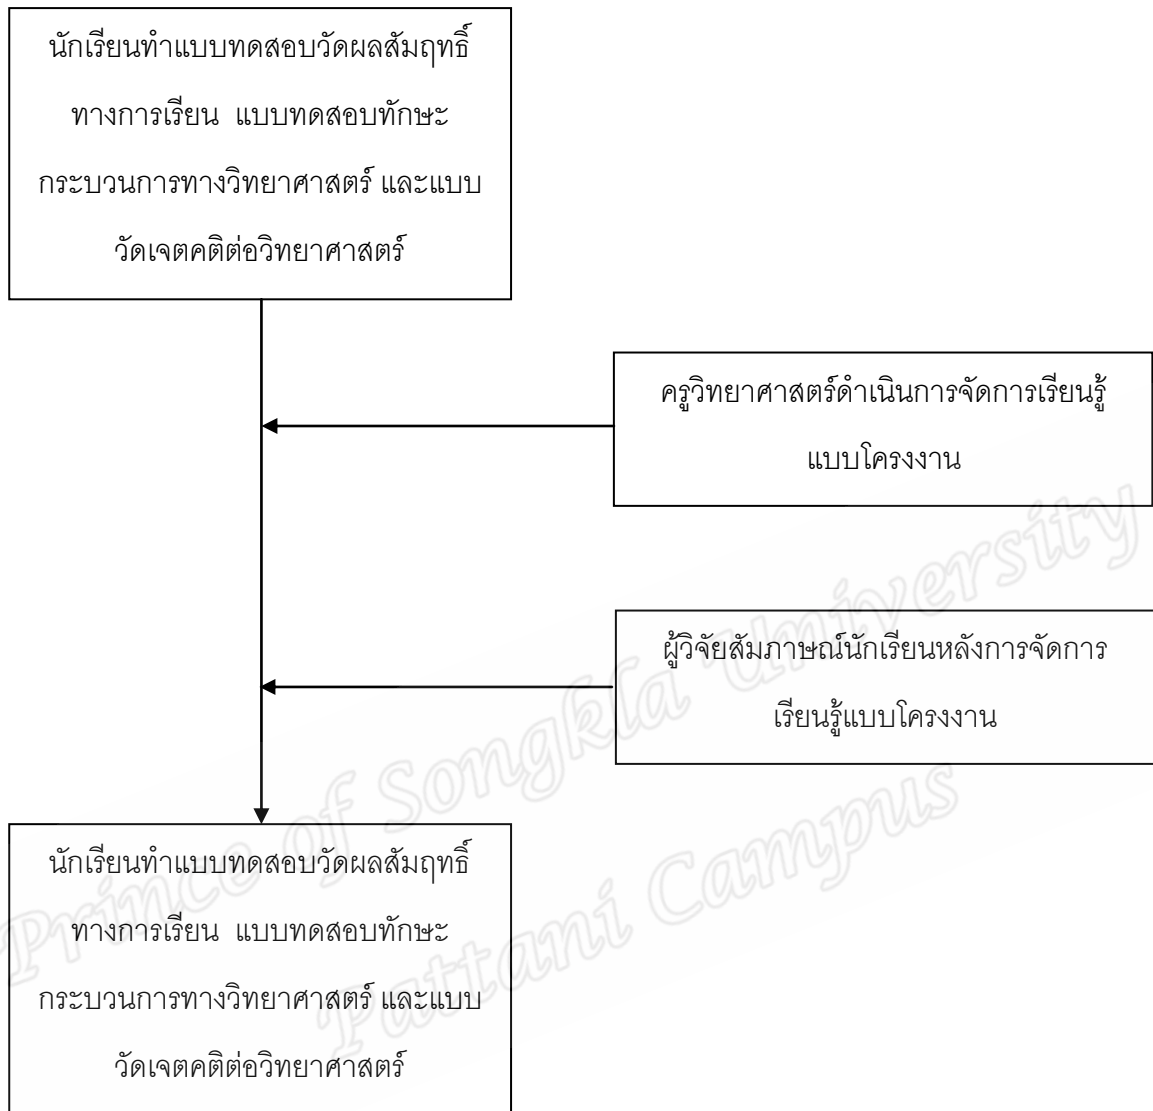 นักเรียนทำแบบทดสอบวัดผลสัมฤทธิ์
ทางการเรียน แบบทดสอบทักษะ
กระบวนการทางวิทยาศาสตร์ และแบบ
วัดเจตคติต่อวิทยาศาสตร์
ครูวิทยาศาสตร์ดำเนินการจัดการเรียนรู้
แบบโครงงาน
ผู้วิจัยสัมภาษณ์นักเรียนหลังการจัดการ
เรียนรู้แบบโครงงาน
นักเรียนทำแบบทดสอบวัดผลสัมฤทธิ์
ทางการเรียน แบบทดสอบทักษะ
กระบวนการทางวิทยาศาสตร์ และแบบ
วัดเจตคติต่อวิทยาศาสตร์
Prince of Songkla University
Pattani Campus